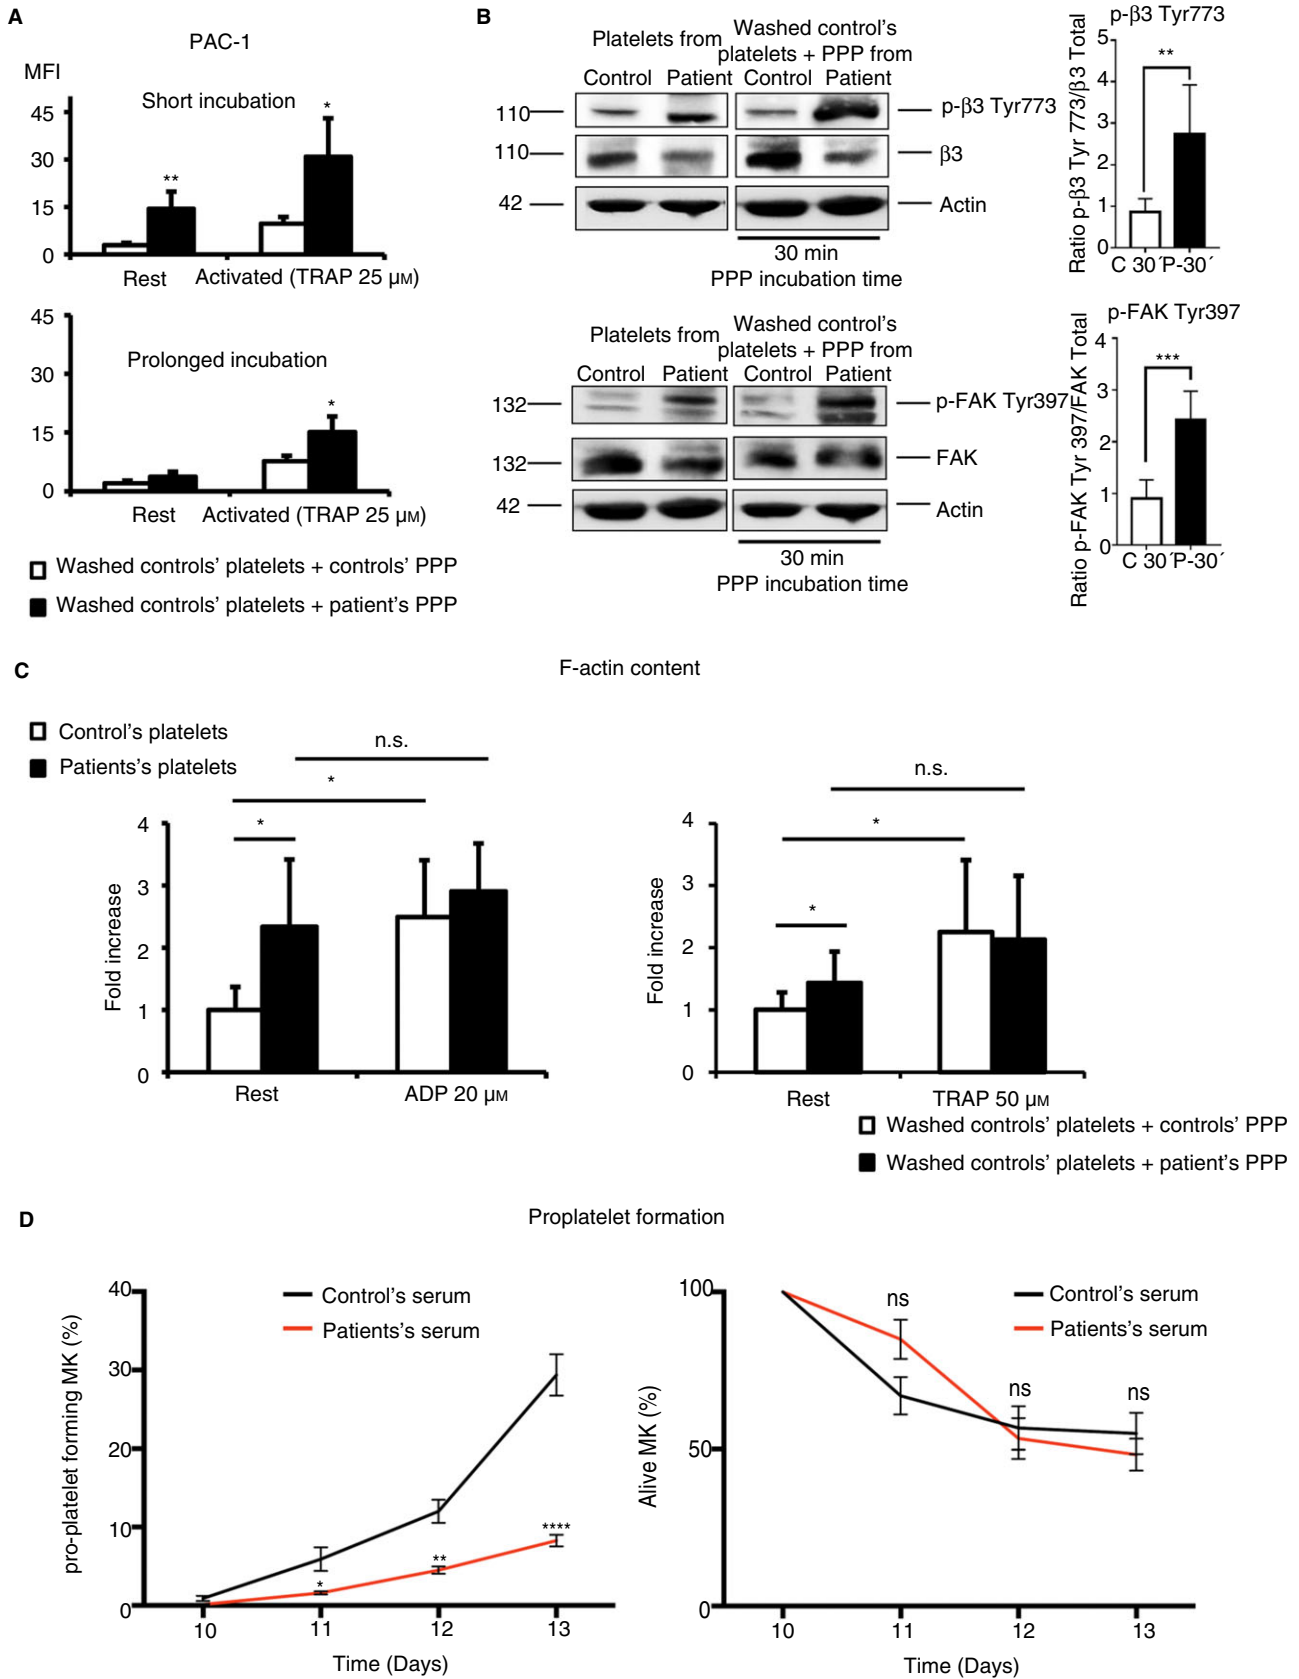 A
PAC-1
MFI
Short incubation
45
30
15
0
**
*
Rest
Activated (TRAP 25 µM)
45
30
15
0
Prolonged incubation
*
Rest
Activated (TRAP 25 µM)
Washed controls' platelets + controls' PPP
Washed controls' platelets + patient's PPP
B
Platelets from
Washed control's
platelets + PPP from
Control Patient Control Patient
110
p-β3 Tyr773
110
β3
42
Actin
30 min
PPP incubation time
p-β3 Tyr773
Ratio p-β3 Tyr 773/β3 Total
5
4
3
2
1
0
**
C 30´P-30´
Platelets from
Washed control's
platelets + PPP from
Control Patient Control Patient
132
p-FAK Tyr397
132
FAK
42
Actin
30 min
PPP incubation time
p-FAK Tyr397
Ratio p-FAK Tyr 397/FAK Total
4
3
2
1
0
***
C 30´P-30´
C
F-actin content
Control's platelets
Patients's platelets
n.s.
*
*
Fold increase
4
3
2
1
0
Rest
ADP 20 µM
n.s.
*
*
Fold increase
4
3
2
1
0
Rest
TRAP 50 µM
Washed controls' platelets + controls' PPP
Washed controls' platelets + patient's PPP
D
Proplatelet formation
pro-platelet forming MK (%)
40
30
20
10
0
Control's serum
Patients's serum
*
**
****
10 11 12 13
Time (Days)
Alive MK (%)
100
50
0
ns
ns
ns
Control's serum
Patients's serum
10 11 12 13
Time (Days)